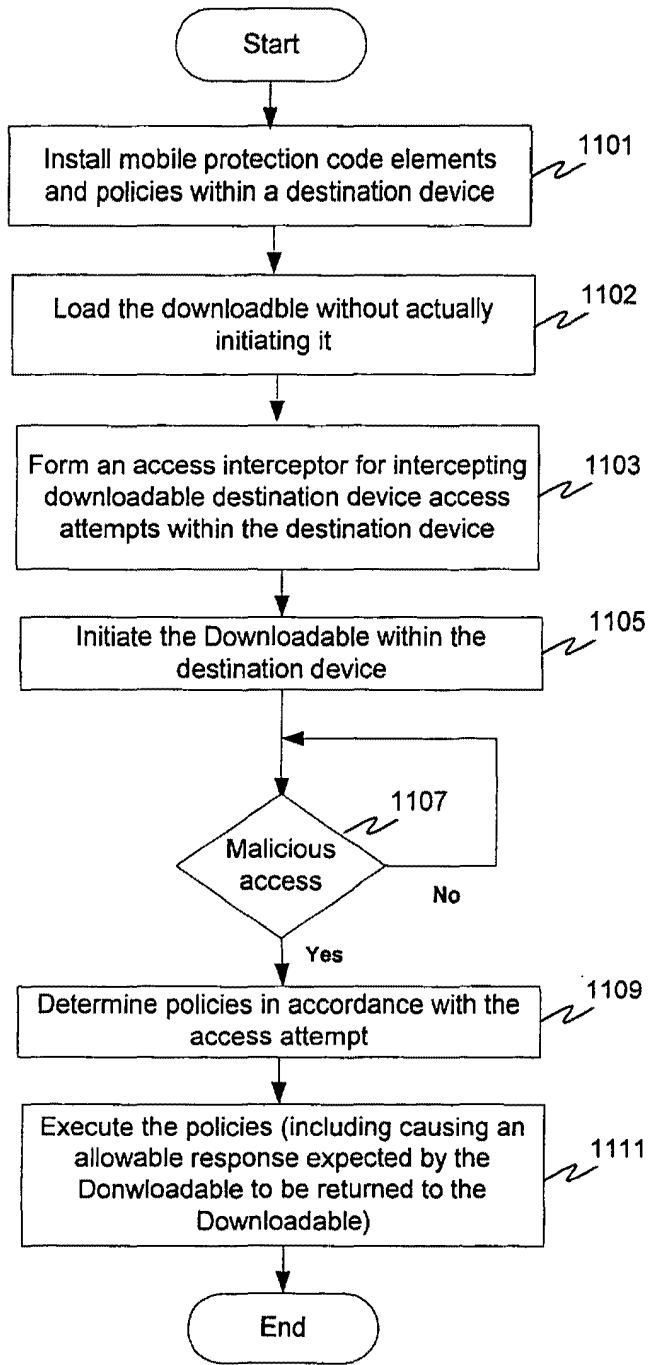 Start
Install mobile protection code elements
and policies within a destination device
1101
Load the downloadble without actually
initiating it
1102
Form an access interceptor for intercepting
downloadable destination device access
attempts within the destination device
1103
Initiate the Downloadable within the
destination device
1105
Malicious
access
1107
No
Yes
Determine policies in accordance with the
access attempt
1109
Execute the policies (including causing an
allowable response expected by the
Donwloadable to be returned to the
Downloadable)
1111
End